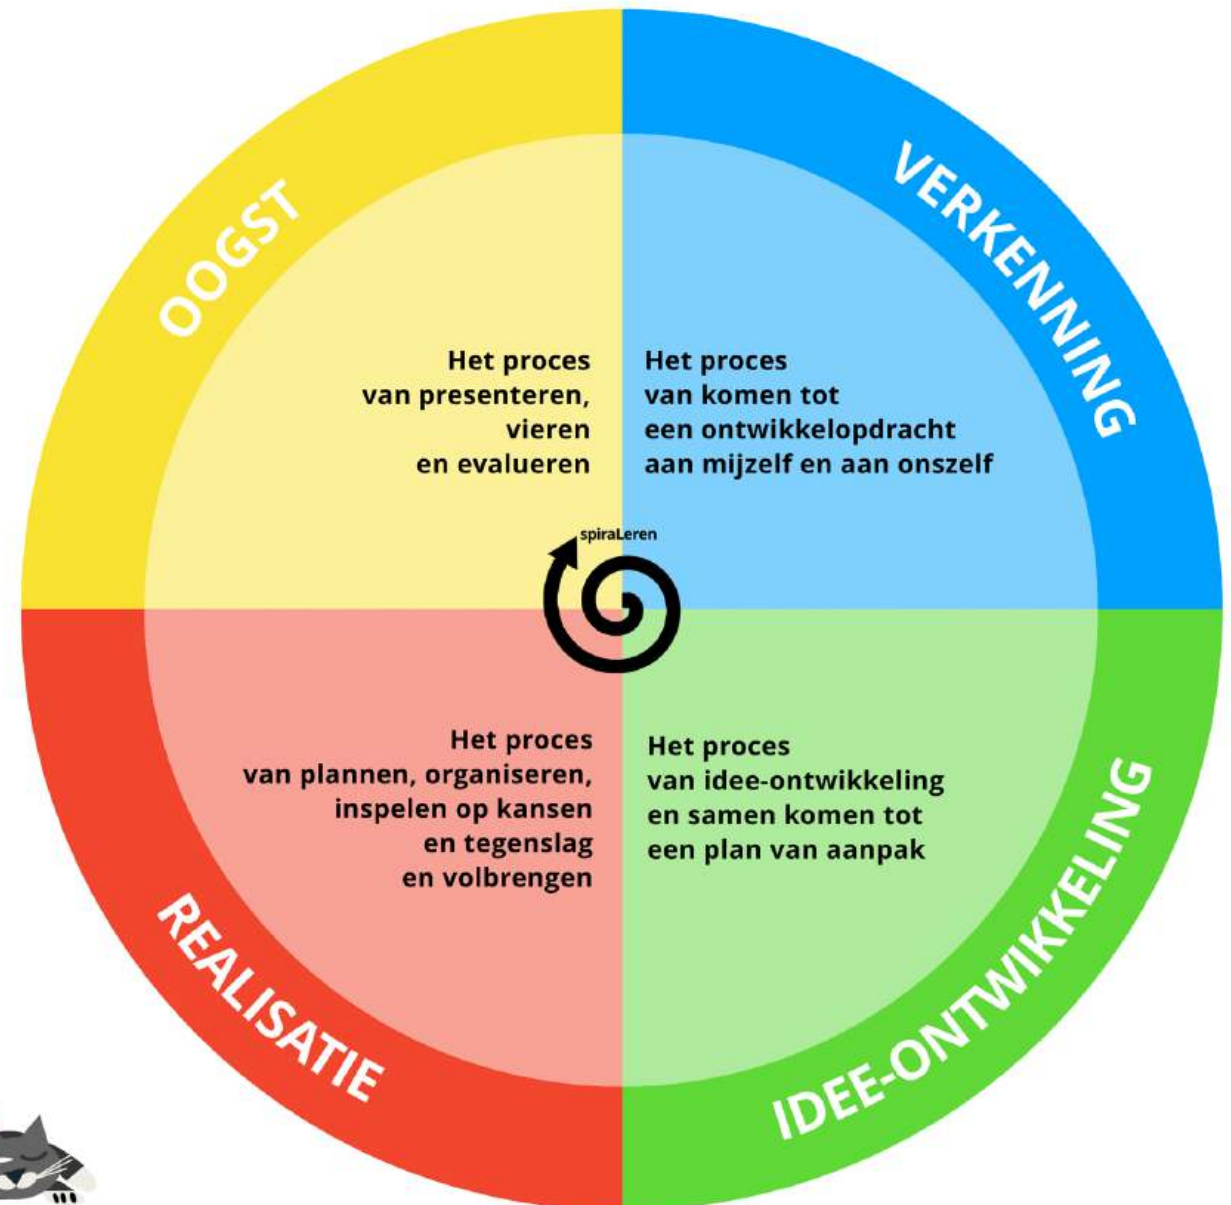 OOGST
Het proces
van presenteren,
vieren
en evalueren
VERKENNING
Het proces
van komen tot
een ontwikkelopdracht
aan mijzelf en aan onszelf
spiraLeren
REALISATIE
Het proces
van plannen, organiseren,
inspelen op kansen
en tegenslag
en volbrengen
IDEE-ONTWIKKELING
Het proces
van idee-ontwikkeling
en samen komen tot
een plan van aanpak